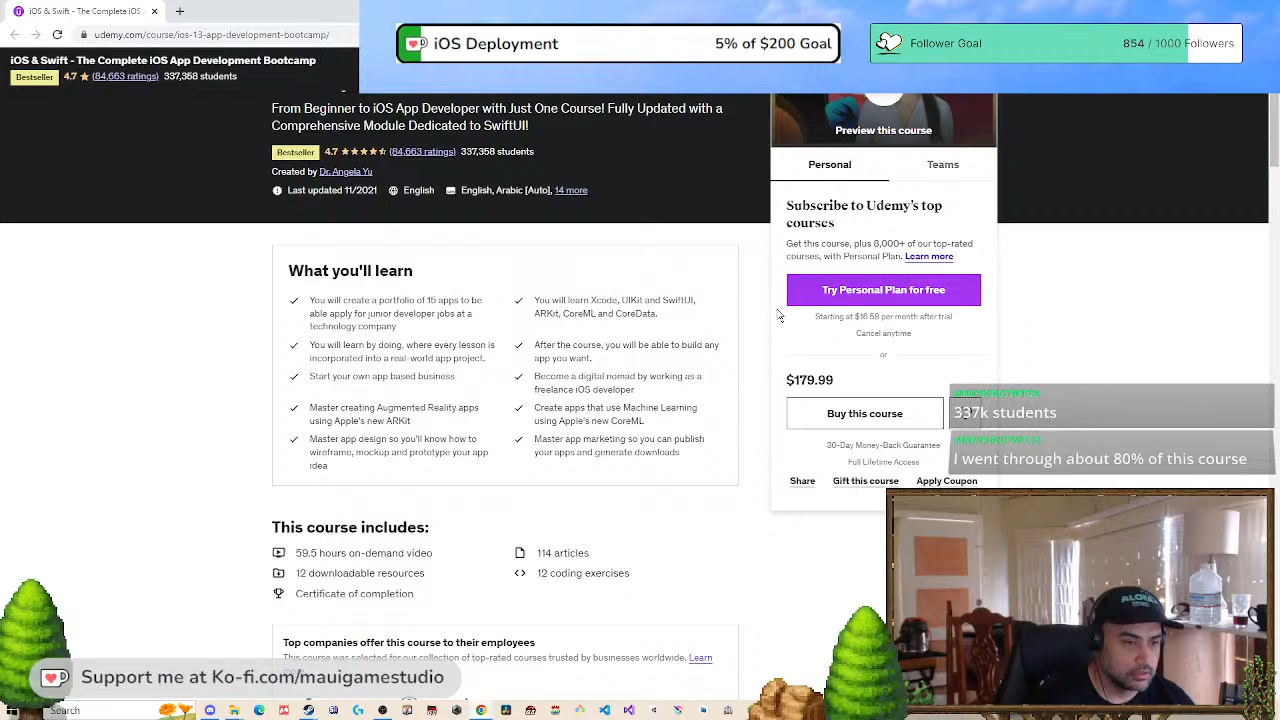 iOS & Swift - The Complete iOS
udemy.com/course/ios-13-app-development-bootcamp/
iOS Deployment
5% of $200 Goal
Follower Goal
854 / 1000 Followers
iOS & Swift - The Complete iOS App Development Bootcamp
Bestseller
4.7
(84,663 ratings)
337,358 students
From Beginner to iOS App Developer with Just One Course! Fully Updated with a
Comprehensive Module Dedicated to SwiftUI!
Bestseller
4.7
(84,663 ratings)
337,358 students
Created by Dr. Angela Yu
Last updated 11/2021
English
English, Arabic [Auto], 14 more
Preview this course
Personal
Teams
Subscribe to Udemy's top
courses
Get this course, plus 8,000+ of our top-rated
courses, with Personal Plan. Learn more
Try Personal Plan for free
Starting at $16.58 per month after trial
Cancel anytime
or
$179.99
Buy this course
30-Day Money-Back Guarantee
Full Lifetime Access
Share
Gift this course
Apply Coupon
What you'll learn
You will create a portfolio of 15 apps to be
able apply for junior developer jobs at a
technology company
You will learn by doing, where every lesson is
incorporated into a real-world app project.
Start your own app based business
Master creating Augmented Reality apps
using Apple's new ARKit
Master app design so you'll know how to
wireframe, mockup and prototype your app
idea
You will learn Xcode, UIKit and SwiftUI,
ARKit, CoreML and CoreData.
After the course, you will be able to build any
app you want.
Become a digital nomad by working as a
freelance iOS developer
Create apps that use Machine Learning
using Apple's new CoreML
Master app marketing so you can publish
your apps and generate downloads
337k students
I went through about 80% of this course
This course includes:
59.5 hours on-demand video
114 articles
12 downloadable resources
12 coding exercises
Certificate of completion
Top companies offer this course to their employees
This course was selected for our collection of top-rated courses trusted by businesses worldwide. Learn
Support me at Ko-fi.com/mauigamestudio
ALOHA
Search